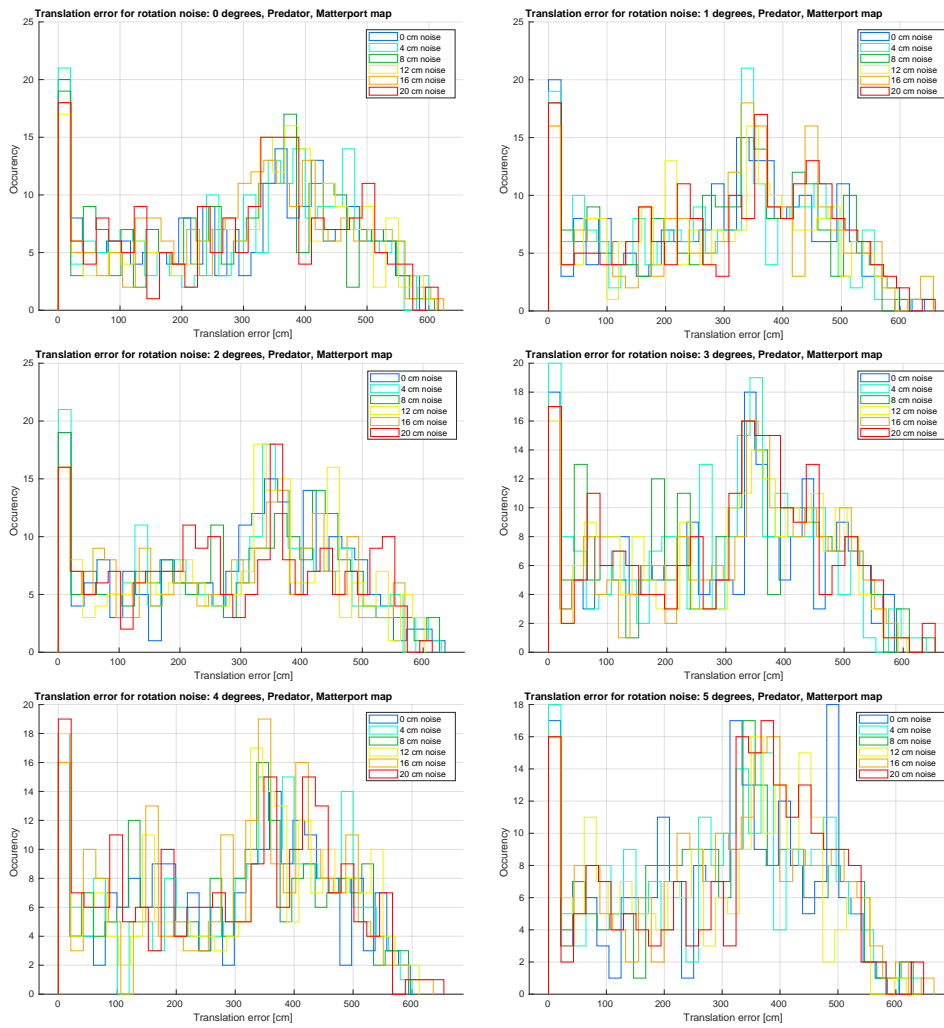 Translation error for rotation noise: 0 degrees, Predator, Matterport map
25
20
15
10
5
0
Occurency
0 cm noise
4 cm noise
8 cm noise
12 cm noise
16 cm noise
20 cm noise
0 100 200 300 400 500 600
Translation error [cm]
Translation error for rotation noise: 1 degrees, Predator, Matterport map
25
20
15
10
5
0
Occurency
0 cm noise
4 cm noise
8 cm noise
12 cm noise
16 cm noise
20 cm noise
0 100 200 300 400 500 600
Translation error [cm]
Translation error for rotation noise: 2 degrees, Predator, Matterport map
25
20
15
10
5
0
Occurency
0 cm noise
4 cm noise
8 cm noise
12 cm noise
16 cm noise
20 cm noise
0 100 200 300 400 500 600
Translation error [cm]
Translation error for rotation noise: 3 degrees, Predator, Matterport map
20
18
16
14
12
10
8
6
4
2
0
Occurency
0 cm noise
4 cm noise
8 cm noise
12 cm noise
16 cm noise
20 cm noise
0 100 200 300 400 500 600
Translation error [cm]
Translation error for rotation noise: 4 degrees, Predator, Matterport map
20
18
16
14
12
10
8
6
4
2
0
Occurency
0 cm noise
4 cm noise
8 cm noise
12 cm noise
16 cm noise
20 cm noise
0 100 200 300 400 500 600
Translation error [cm]
Translation error for rotation noise: 5 degrees, Predator, Matterport map
18
16
14
12
10
8
6
4
2
0
Occurency
0 cm noise
4 cm noise
8 cm noise
12 cm noise
16 cm noise
20 cm noise
0 100 200 300 400 500 600
Translation error [cm]